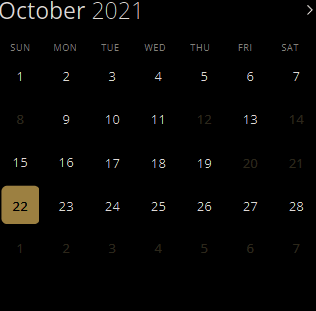 October 2021
SUN MON TUE WED THU FRI SAT
1 2 3 4 5 6 7
8 9 10 11 12 13 14
15 16 17 18 19 20 21
22 23 24 25 26 27 28
1 2 3 4 5 6 7